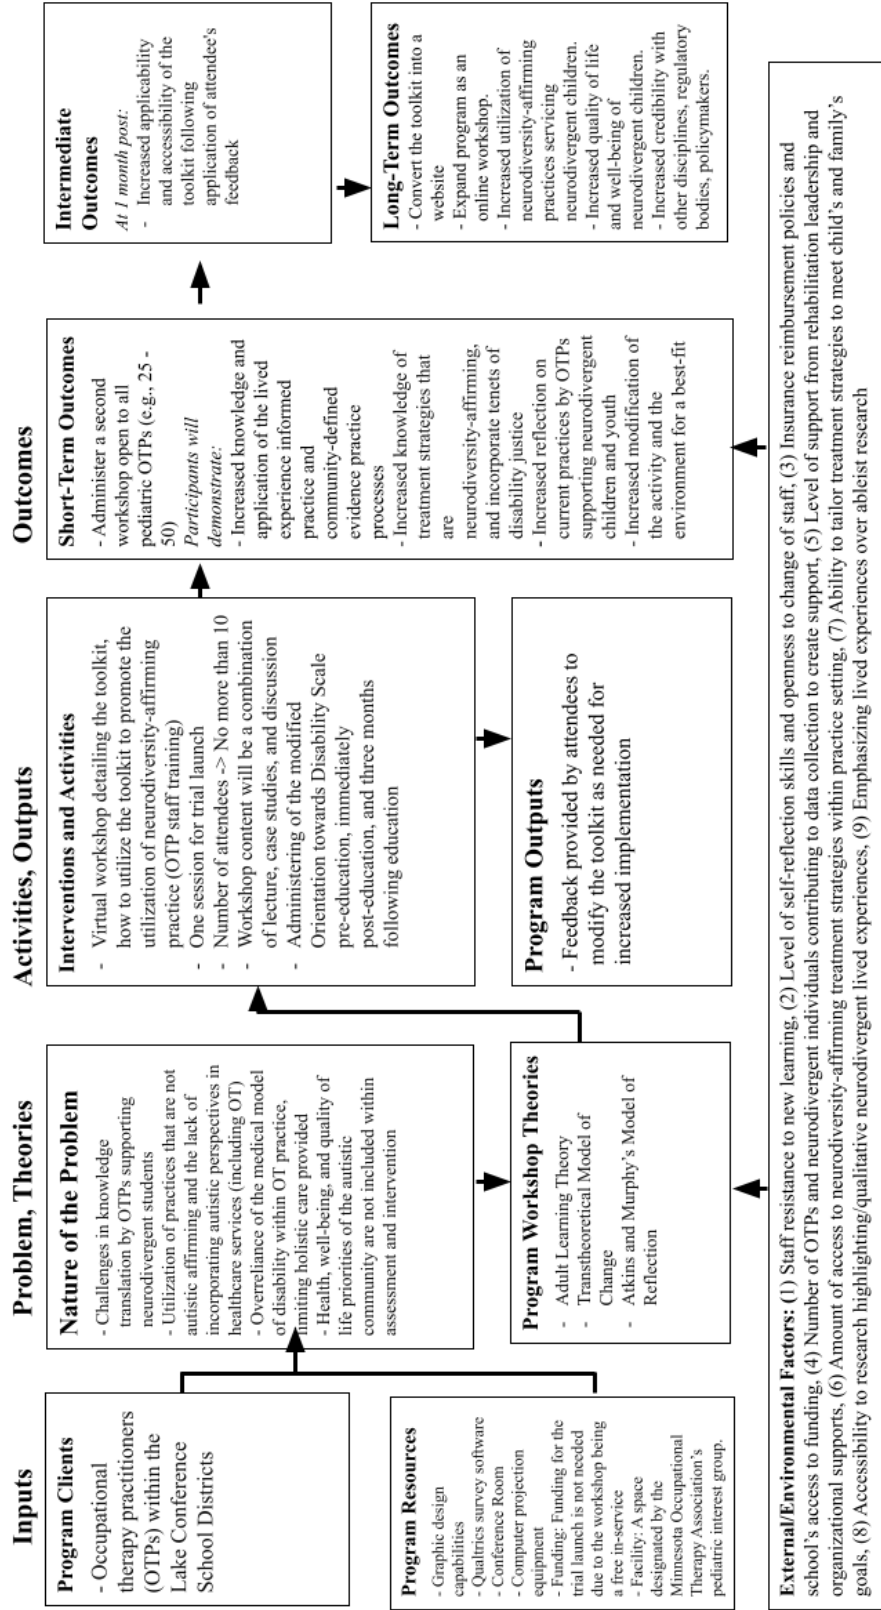 Inputs
Program Clients
- Occupational
therapy practitioners
(OTPs) within the
Lake Conference
School Districts
Program Resources
- Graphic design
capabilities
- Qualtrics survey software
- Conference Room
- Computer projection
equipment
- Funding: Funding for the
trial launch is not needed
due to the workshop being
a free in-service
- Facility: A space
designated by the
Minnesota Occupational
Therapy Association's
pediatric interest group.
Problem, Theories
Nature of the Problem
- Challenges in knowledge
translation by OTPs supporting
neurodivergent students
- Utilization of practices that are not
autistic affirming and the lack of
incorporating autistic perspectives in
healthcare services (including OT)
- Overreliance of the medical model
of disability within OT practice,
limiting holistic care provided
- Health, well-being, and quality of
life priorities of the autistic
community are not included within
assessment and intervention
Program Workshop Theories
- Adult Learning Theory
- Transtheoretical Model of
Change
- Atkins and Murphy's Model of
Reflection
Activities, Outputs
Interventions and Activities
- Virtual workshop detailing the toolkit,
how to utilize the toolkit to promote the
utilization of neurodiversity-affirming
practice (OTP staff training)
- One session for trial launch
- Number of attendees -> No more than 10
- Workshop content will be a combination
of lecture, case studies, and discussion
- Administering of the modified
Orientation towards Disability Scale
pre-education, immediately
post-education, and three months
following education
Program Outputs
- Feedback provided by attendees to
modify the toolkit as needed for
increased implementation
Outcomes
Short-Term Outcomes
- Administer a second
workshop open to all
pediatric OTPs (e.g., 25 -
50)
Participants will
demonstrate:
- Increased knowledge and
application of the lived
experience informed
practice and
community-defined
evidence practice
processes
- Increased knowledge of
treatment strategies that
are
neurodiversity-affirming,
and incorporate tenets of
disability justice
- Increased reflection on
current practices by OTPs
supporting neurodivergent
children and youth
- Increased modification of
the activity and the
environment for a best-fit
Intermediate
Outcomes
At 1 month post:
- Increased applicability
and accessibility of the
toolkit following
application of attendee's
feedback
Long-Term Outcomes
- Convert the toolkit into a
website
- Expand program as an
online workshop.
- Increased utilization of
neurodiversity-affirming
practices servicing
neurodivergent children.
- Increased quality of life
and well-being of
neurodivergent children.
- Increased credibility with
other disciplines, regulatory
bodies, policymakers.
External/Environmental Factors: (1) Staff resistance to new learning, (2) Level of self-reflection skills and openness to change of staff, (3) Insurance reimbursement policies and
school's access to funding, (4) Number of OTPs and neurodivergent individuals contributing to data collection to create support, (5) Level of support from rehabilitation leadership and
organizational supports, (6) Amount of access to neurodiversity-affirming treatment strategies within practice setting, (7) Ability to tailor treatment strategies to meet child's and family's
goals, (8) Accessibility to research highlighting/qualitative neurodivergent lived experiences, (9) Emphasizing lived experiences over ableist research